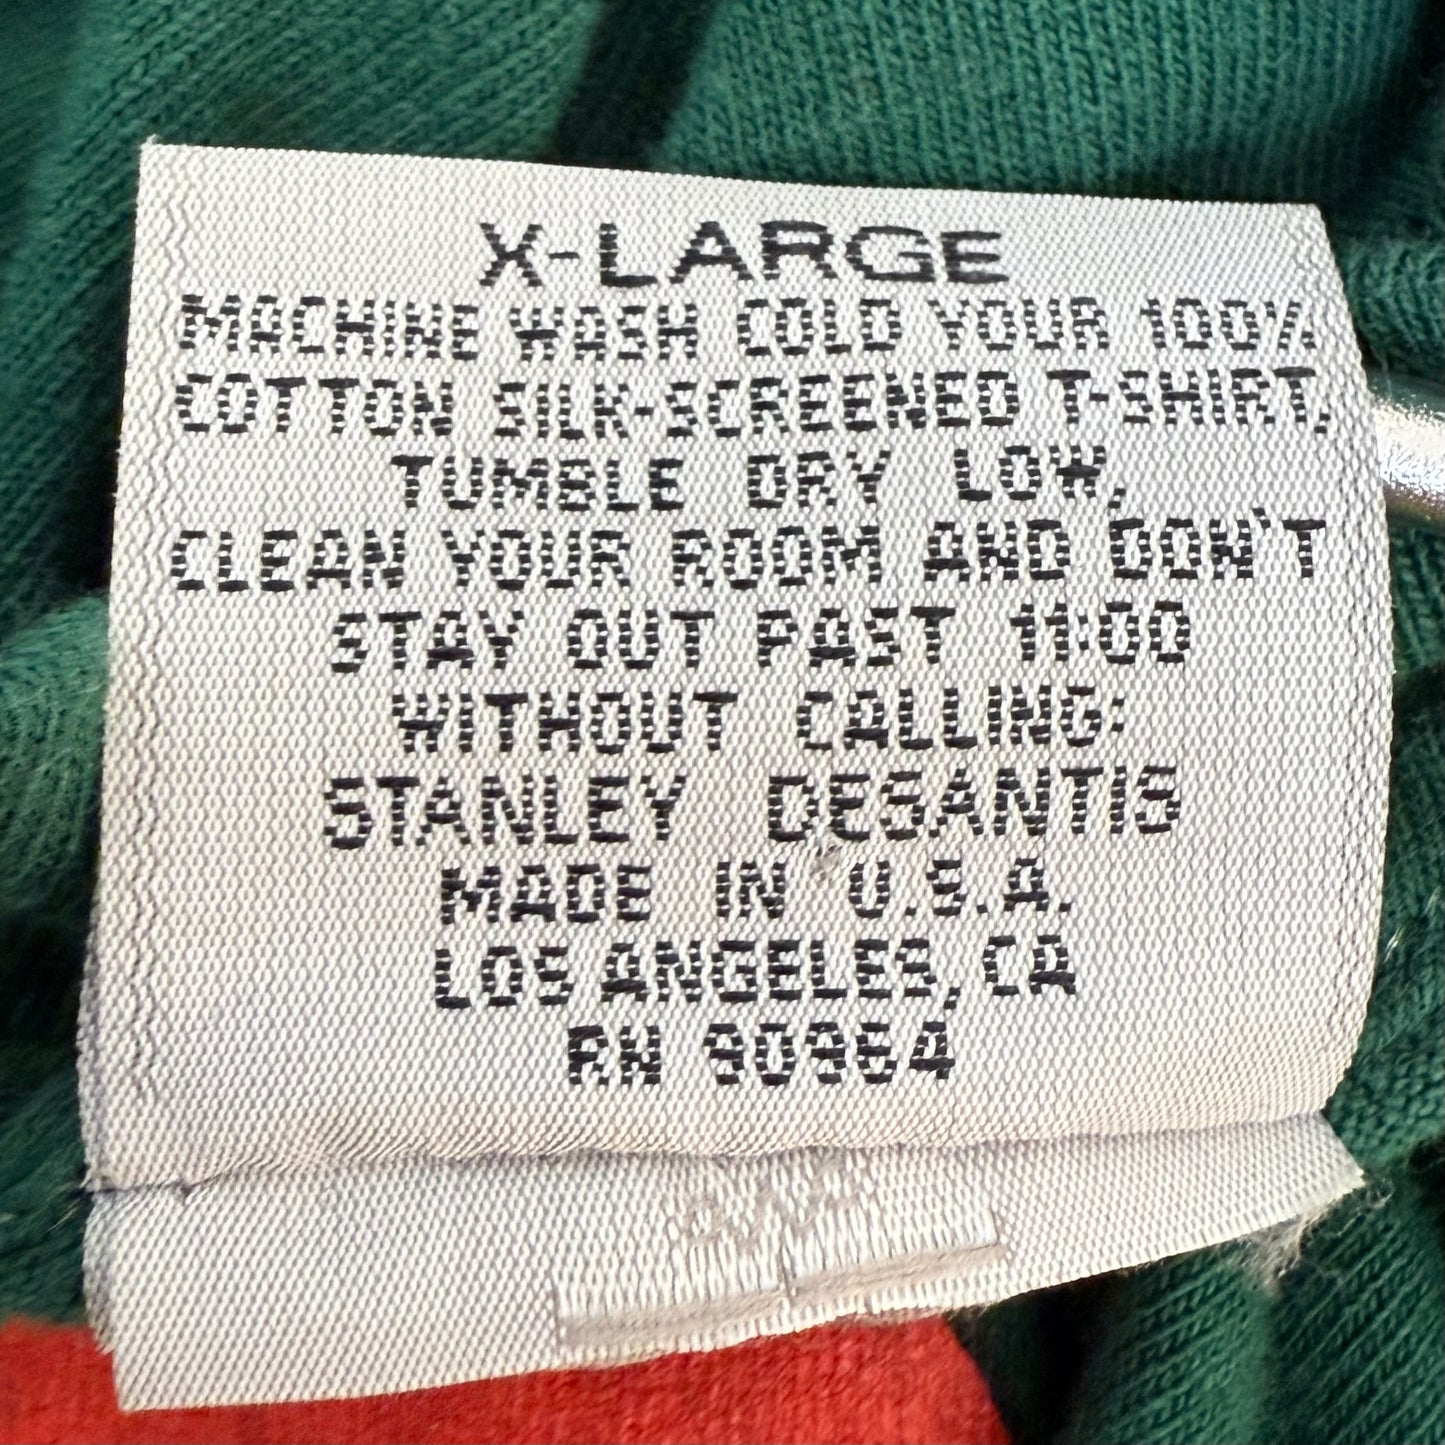 X-LARGE
MACHINE WASH COLD YOUR 100%
COTTON SILK-SCREENED T-SHIRT,
TUMBLE DRY LOW,
CLEAN YOUR ROOM AND DON'T
STAY OUT PAST 11:00
WITHOUT CALLING:
STANLEY DESANTIS
MADE IN U.S.A.
LOS ANGELES, CA
RN 90964